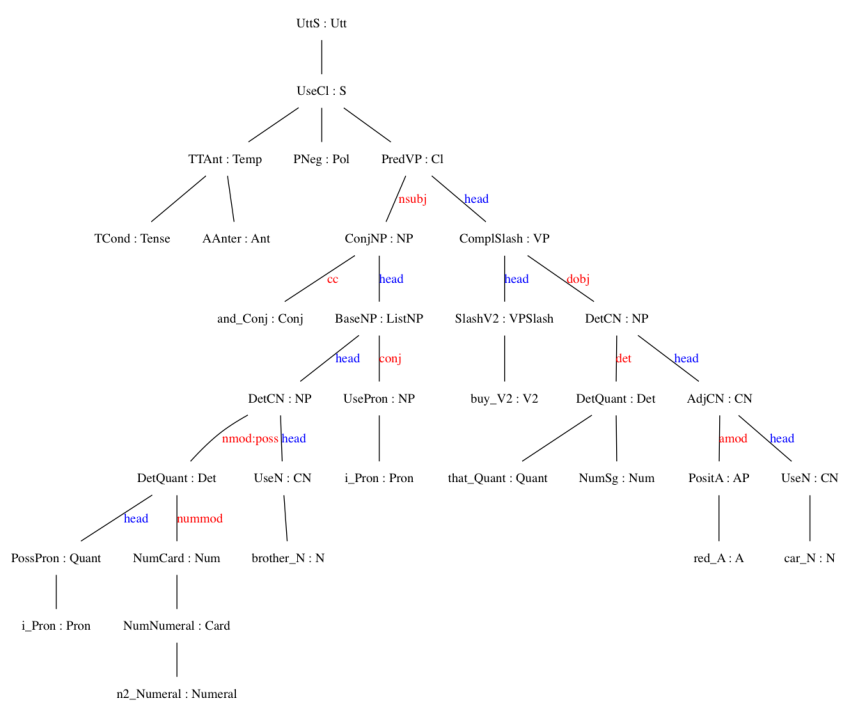 UttS : Utt
UseCl : S
TTAnt : Temp PNeg : Pol PredVP : Cl
nsubj head
TCond : Tense AAnter : Ant ConjNP : NP ComplSlash : VP
cc head head dobj
and_Conj : Conj BaseNP : ListNP SlashV2 : VPSlash DetCN : NP
head conj det head
DetCN : NP UsePron : NP buy_V2 : V2 DetQuant : Det AdjCN : CN
nmod:poss head amod head
DetQuant : Det UseN : CN i_Pron : Pron that_Quant : Quant NumSg : Num PositA : AP UseN : CN
head nummod
PossPron : Quant NumCard : Num brother_N : N red_A : A car_N : N
i_Pron : Pron NumNumeral : Card
n2_Numeral : Numeral